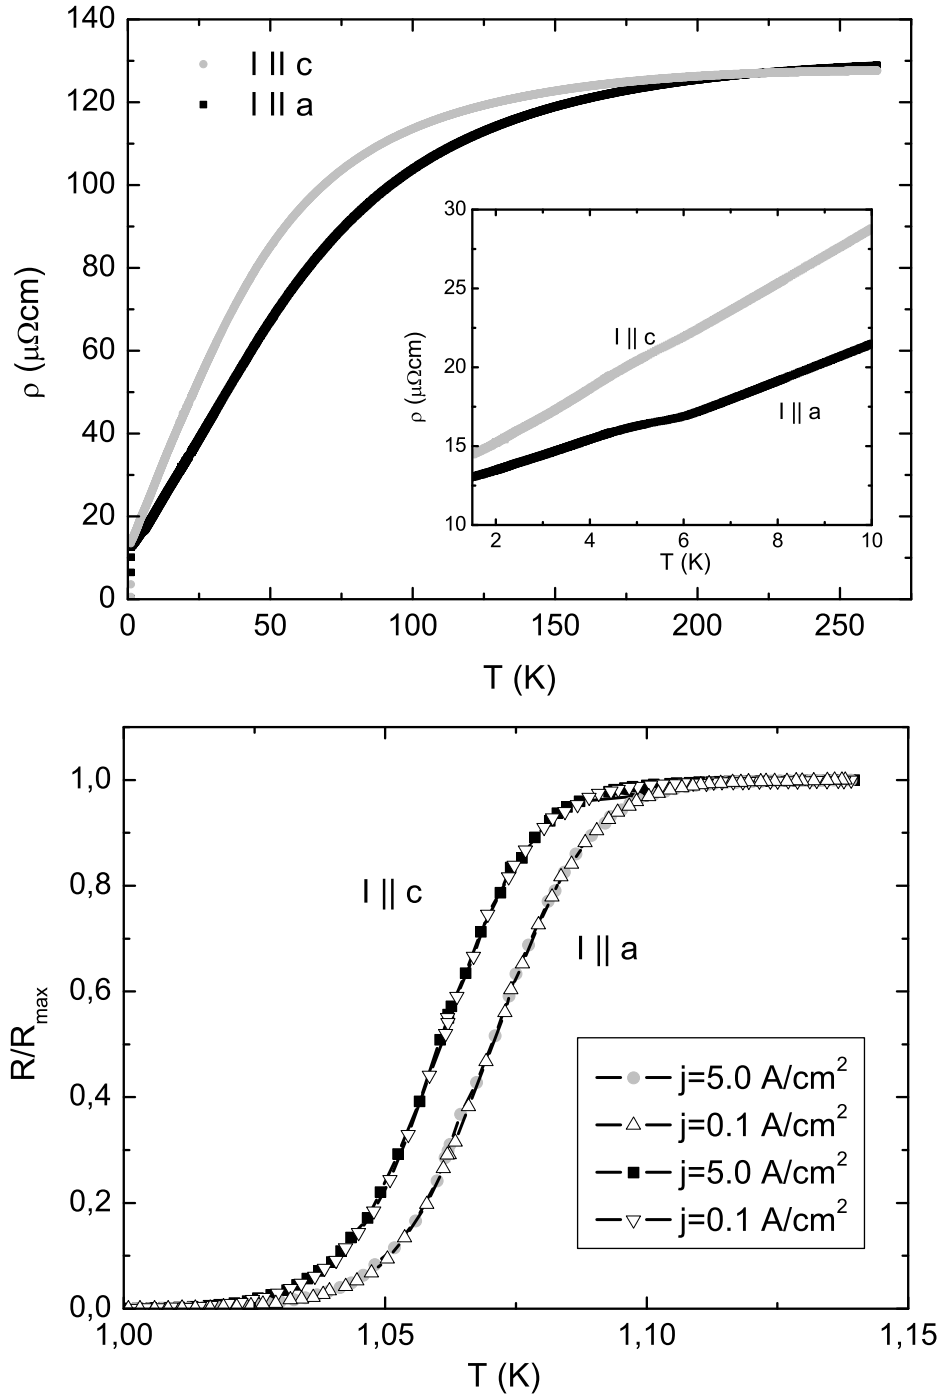 140
120
100
80
60
40
20
0
ρ (μΩcm)
I || c
I || a
30
25
20
15
10
ρ (μΩcm)
I || c
I || a
2 4 6 8 10
T (K)
0 50 100 150 200 250
T (K)
1,0
0,8
0,6
0,4
0,2
0,0
R/Rmax
I || c
I || a
j=5.0 A/cm²
j=0.1 A/cm²
j=5.0 A/cm²
j=0.1 A/cm²
1,00 1,05 1,10 1,15
T (K)